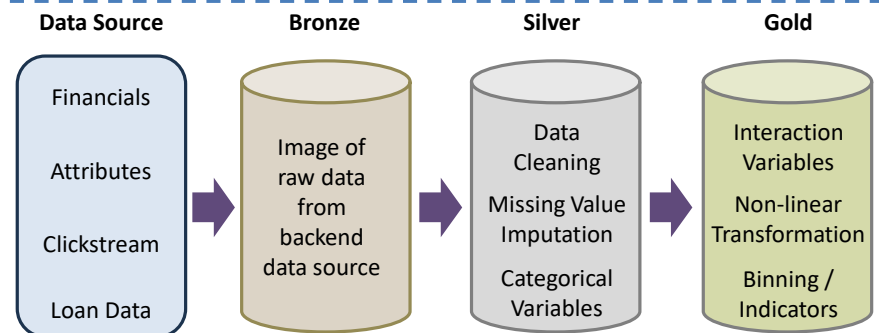 Data Source
Bronze
Silver
Gold
Financials
Attributes
Clickstream
Loan Data
Image of
raw data
from
backend
data source
Data
Cleaning
Missing Value
Imputation
Categorical
Variables
Interaction
Variables
Non-linear
Transformation
Binning /
Indicators